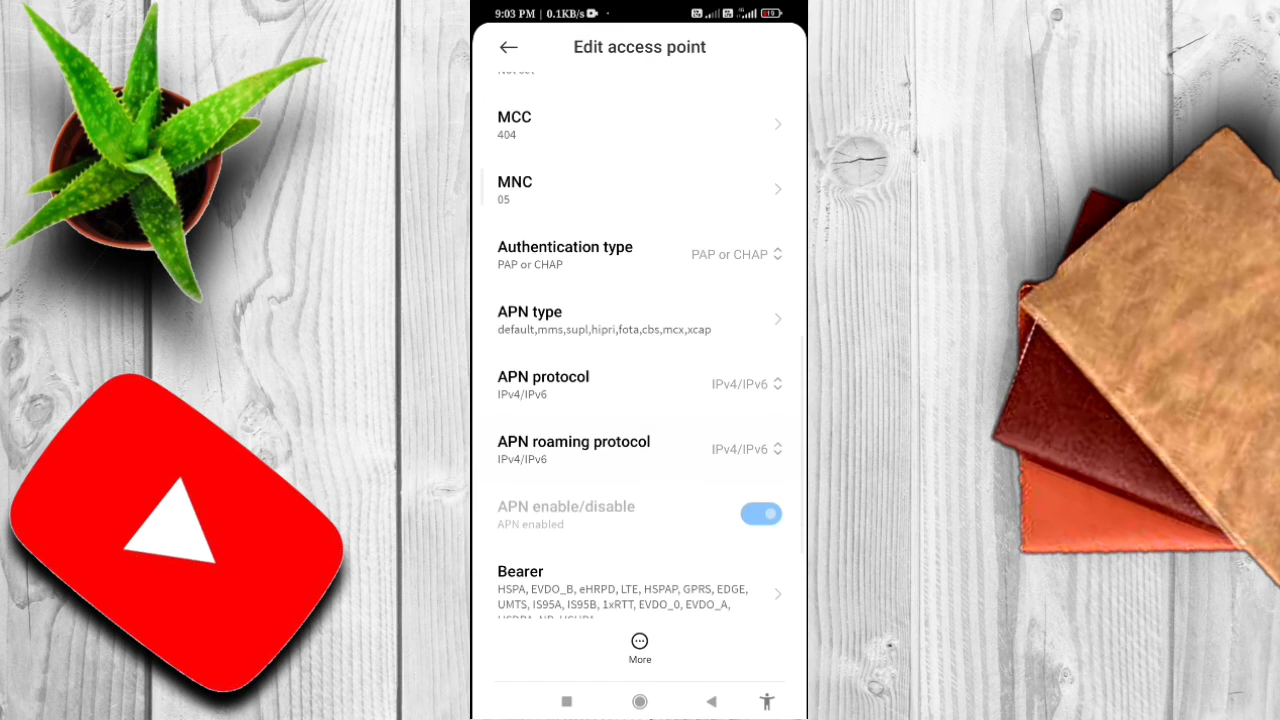 9:03 PM | 0.1KB/s
19
Edit access point
MCC
404
MNC
05
Authentication type
PAP or CHAP
PAP or CHAP
APN type
default,mms,supl,hipri,fota,cbs,mcx,xcap
APN protocol
IPv4/IPv6
IPv4/IPv6
APN roaming protocol
IPv4/IPv6
IPv4/IPv6
APN enable/disable
APN enabled
Bearer
HSPA, EVDO_B, eHRPD, LTE, HSPAP, GPRS, EDGE,
UMTS, IS95A, IS95B, 1xRTT, EVDO_0, EVDO_A,
More